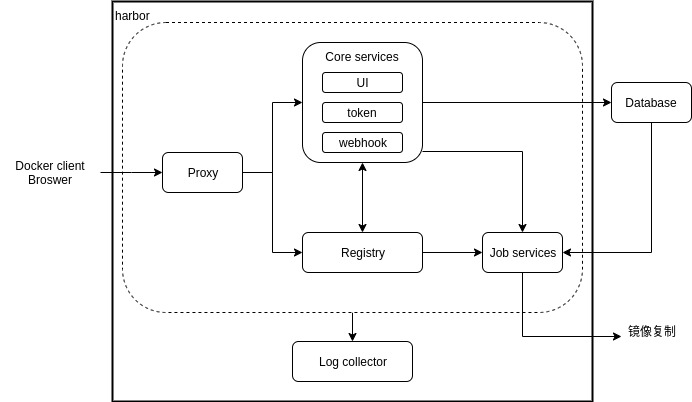 harbor
Core services
UI
token
webhook
Database
Docker client
Broswer
Proxy
Registry
Job services
镜像复制
Log collector